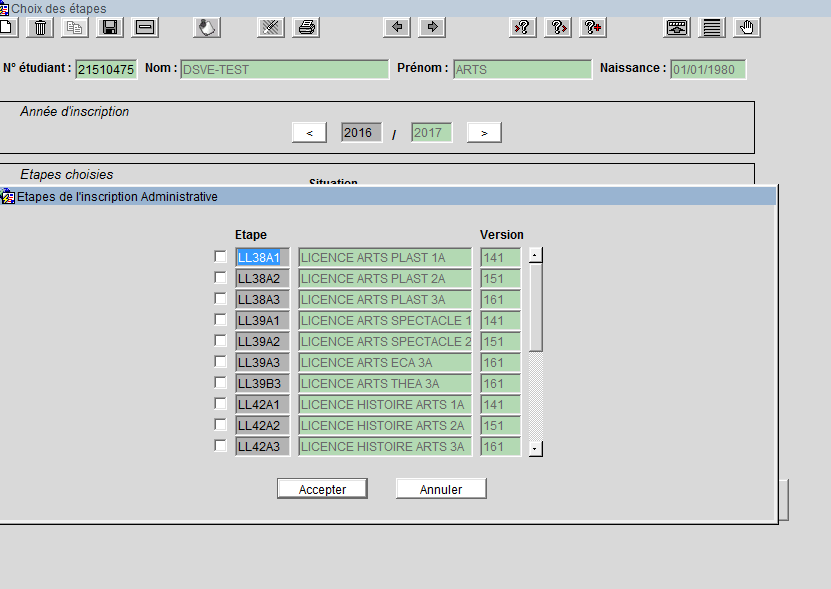 Choix des étapes
N° étudiant : 21510475 Nom : DSVE-TEST Prénom : ARTS Naissance : 01/01/1980
Année d'inscription
< 2016 / 2017 >
Etapes choisies
Situation
Etapes de l'inscription Administrative
Etape Version
LL38A1 LICENCE ARTS PLAST 1A 141
LL38A2 LICENCE ARTS PLAST 2A 151
LL38A3 LICENCE ARTS PLAST 3A 161
LL39A1 LICENCE ARTS SPECTACLE 1 141
LL39A2 LICENCE ARTS SPECTACLE 2 151
LL39A3 LICENCE ARTS ECA 3A 161
LL39B3 LICENCE ARTS THEA 3A 161
LL42A1 LICENCE HISTOIRE ARTS 1A 141
LL42A2 LICENCE HISTOIRE ARTS 2A 151
LL42A3 LICENCE HISTOIRE ARTS 3A 161
Accepter Annuler